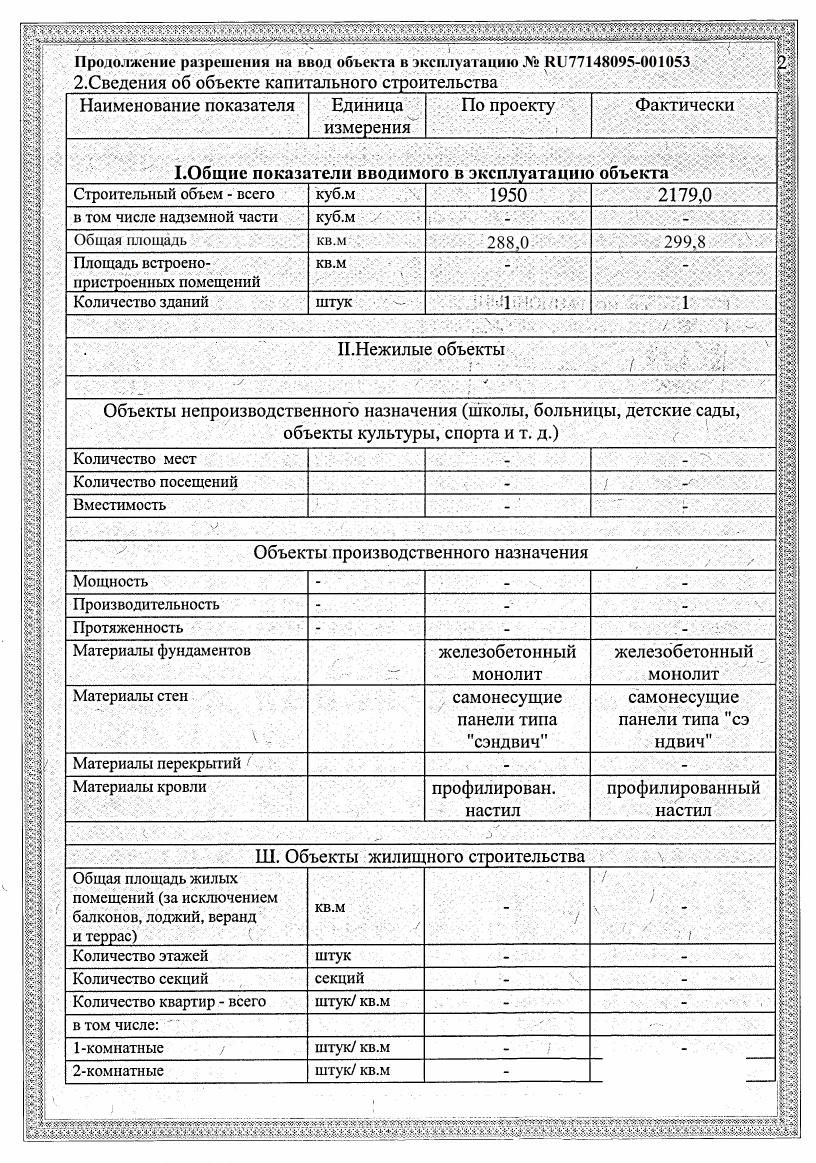 Продолжение разрешения на ввод объекта в эксплуатацию № RU77148095-001053
2
2.Сведения об объекте капитального строительства
Наименование показателя Единица измерения По проекту Фактически
I.Общие показатели вводимого в эксплуатацию объекта
Строительный объем - всего куб.м 1950 2179,0
в том числе надземной части куб.м - -
Общая площадь кв.м 288,0 299,8
Площадь встроено-
пристроенных помещений кв.м - -
Количество зданий штук 1 1
II.Нежилые объекты
Объекты непроизводственного назначения (школы, больницы, детские сады,
объекты культуры, спорта и т. д.)
Количество мест - -
Количество посещений - -
Вместимость - -
Объекты производственного назначения
Мощность - - -
Производительность - - -
Протяженность - - -
Материалы фундаментов железобетонный железобетонный
монолит монолит
Материалы стен самонесущие самонесущие
панели типа панели типа "сэ
"сэндвич" ндвич"
Материалы перекрытий - -
Материалы кровли профилирован. профилированный
настил настил
Ш. Объекты жилищного строительства
Общая площадь жилых
помещений (за исключением
балконов, лоджий, веранд
и террас) кв.м - -
Количество этажей штук - -
Количество секций секций - -
Количество квартир - всего штук/ кв.м - -
в том числе:
1-комнатные штук/ кв.м - -
2-комнатные штук/ кв.м -